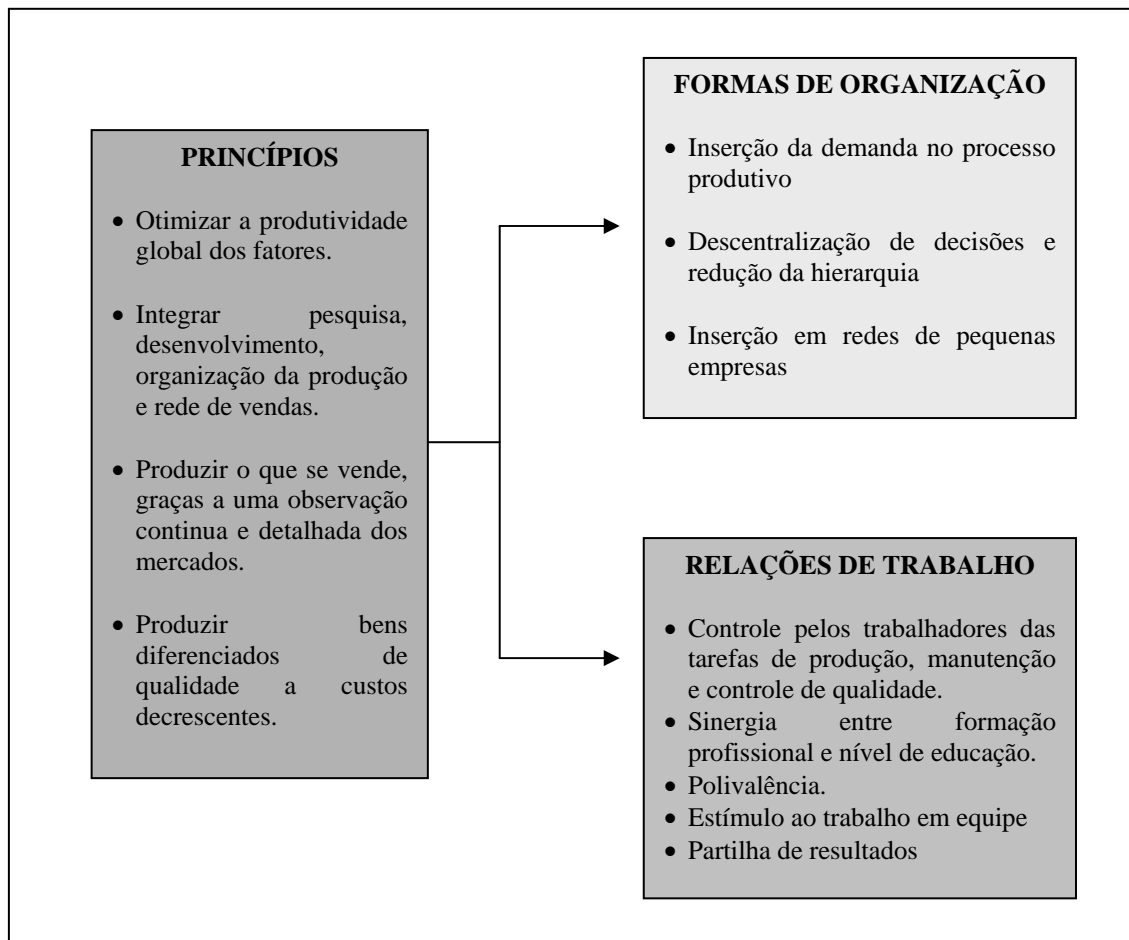 PRINCÍPIOS
• Otimizar a produtividade
global dos fatores.
• Integrar pesquisa,
desenvolvimento,
organização da produção
e rede de vendas.
• Produzir o que se vende,
graças a uma observação
continua e detalhada dos
mercados.
• Produzir bens
diferenciados de
qualidade a custos
decrescentes.
FORMAS DE ORGANIZAÇÃO
• Inserção da demanda no processo
produtivo
• Descentralização de decisões e
redução da hierarquia
• Inserção em redes de pequenas
empresas
RELAÇÕES DE TRABALHO
• Controle pelos trabalhadores das
tarefas de produção, manutenção
e controle de qualidade.
• Sinergia entre formação
profissional e nível de educação.
• Polivalência.
• Estímulo ao trabalho em equipe
• Partilha de resultados